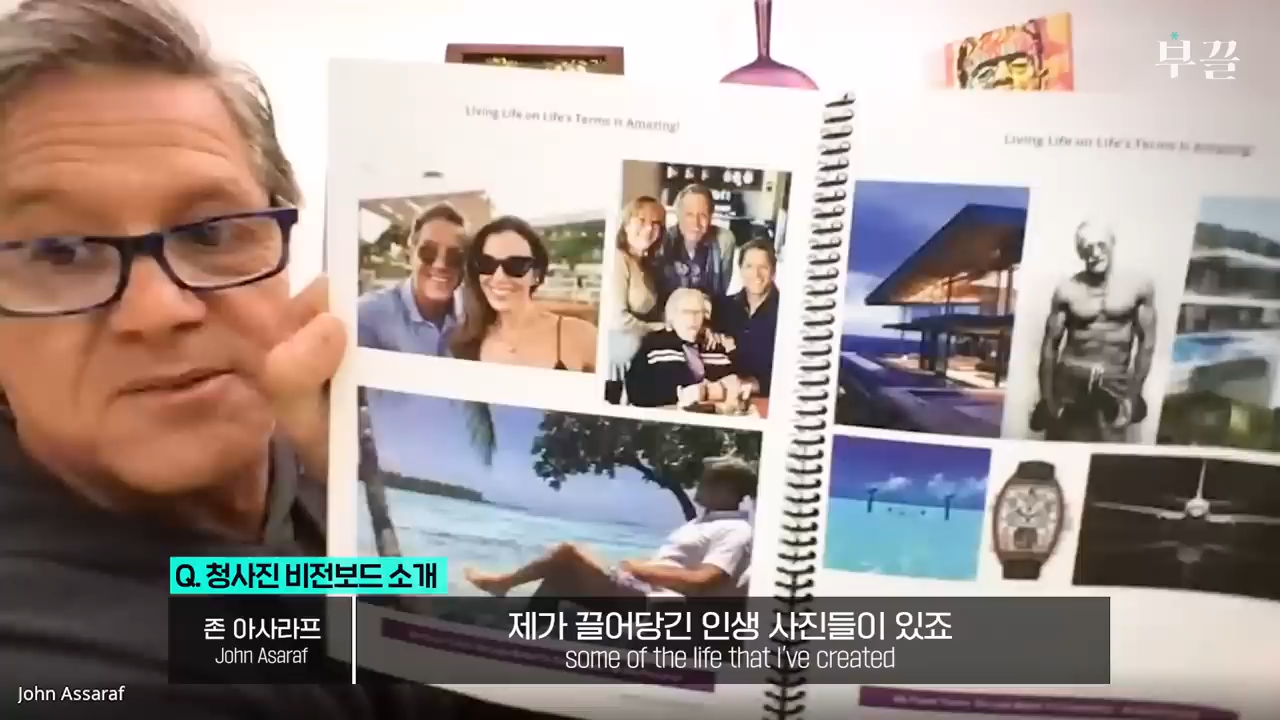 부끌
Living Life on Life's Terms Is Amazing!
Living Life on Life's Terms Is Amazing!
Q. 청사진 비전보드 소개
존 아사라프
John Asaraf
제가 끌어당긴 인생 사진들이 있죠
some of the life that I've created
John Assaraf